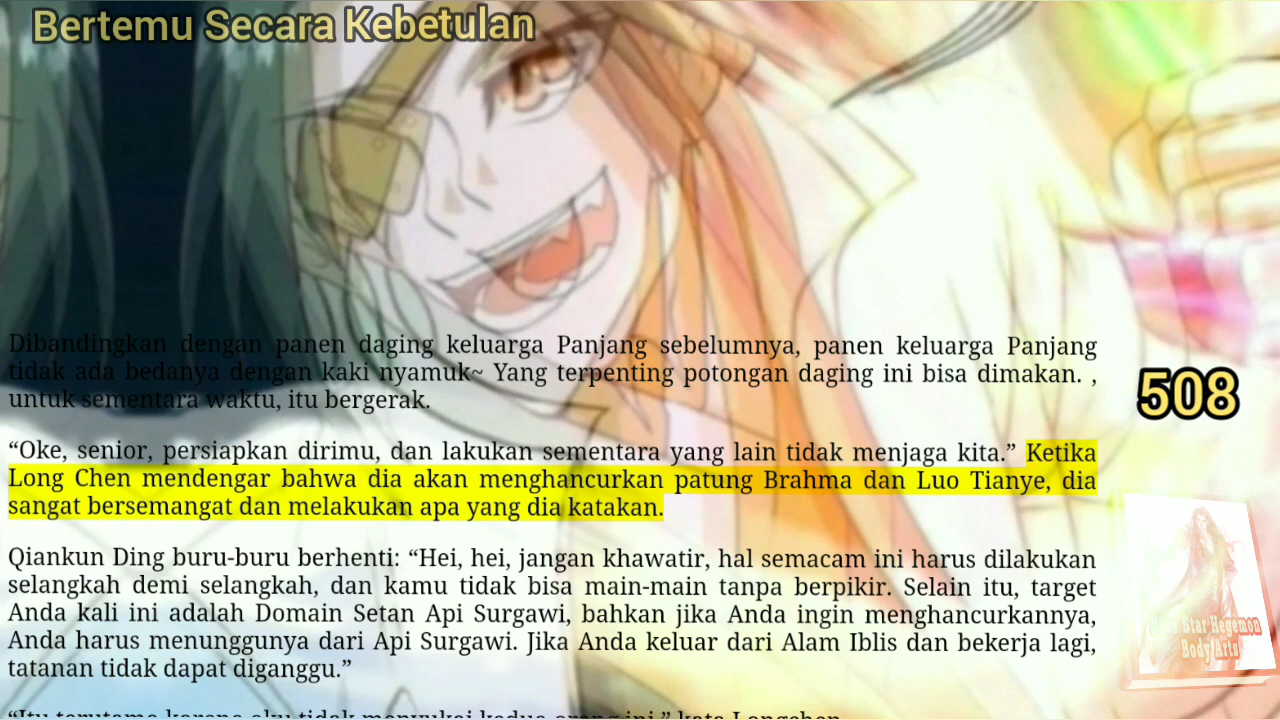 Bertemu Secara Kebetulan
Dibandingkan dengan panen daging keluarga Panjang sebelumnya, panen keluarga Panjang
tidak ada bedanya dengan kaki nyamuk~ Yang terpenting potongan daging ini bisa dimakan. ,
untuk sementara waktu, itu bergerak.
508
“Oke, senior, persiapkan dirimu, dan lakukan sementara yang lain tidak menjaga kita.” Ketika
Long Chen mendengar bahwa dia akan menghancurkan patung Brahma dan Luo Tianye, dia
sangat bersemangat dan melakukan apa yang dia katakan.
Qiankun Ding buru-buru berhenti: “Hei, hei, jangan khawatir, hal semacam ini harus dilakukan
selangkah demi selangkah, dan kamu tidak bisa main-main tanpa berpikir. Selain itu, target
Anda kali ini adalah Domain Setan Api Surgawi, bahkan jika Anda ingin menghancurkannya,
Anda harus menunggunya dari Api Surgawi. Jika Anda keluar dari Alam Iblis dan bekerja lagi,
tatanan tidak dapat diganggu.”
Star Hegemon
Body Arts